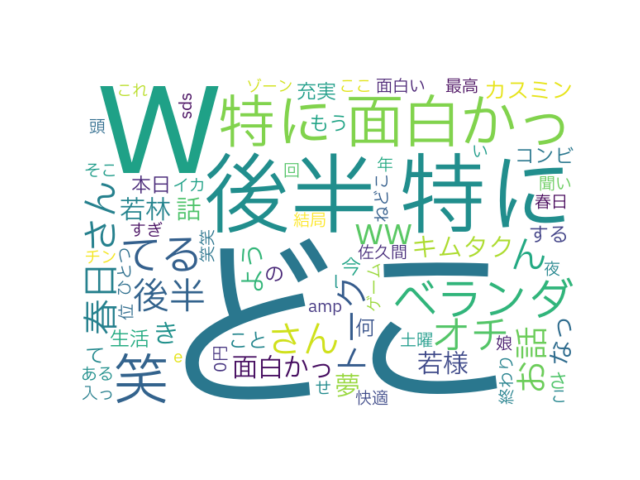 これ
ゾーン
充実
ここ
面白い
最高
カスミン
w
sds
特に
面白かっ
もう
頭
後半
特に
コンビ
い
そこ
本日
イカ
回
年
ねどこ
聞い
春日
若林
話
結局
すぎ
笑笑
春日さん
てる
ww
キムタク
ん
する
佐久間
チン
ひとつ
よう
の
今
夜
どこ
ベランダ
後半
位
amp
ゲーム
トーク
オチ
お話
なっ
生活
き
こと
さん
何
土曜
娘
て
笑
e
0円
面白かっ
せ
夢
若様
終わり
さ
ある
入っ
快適
こ